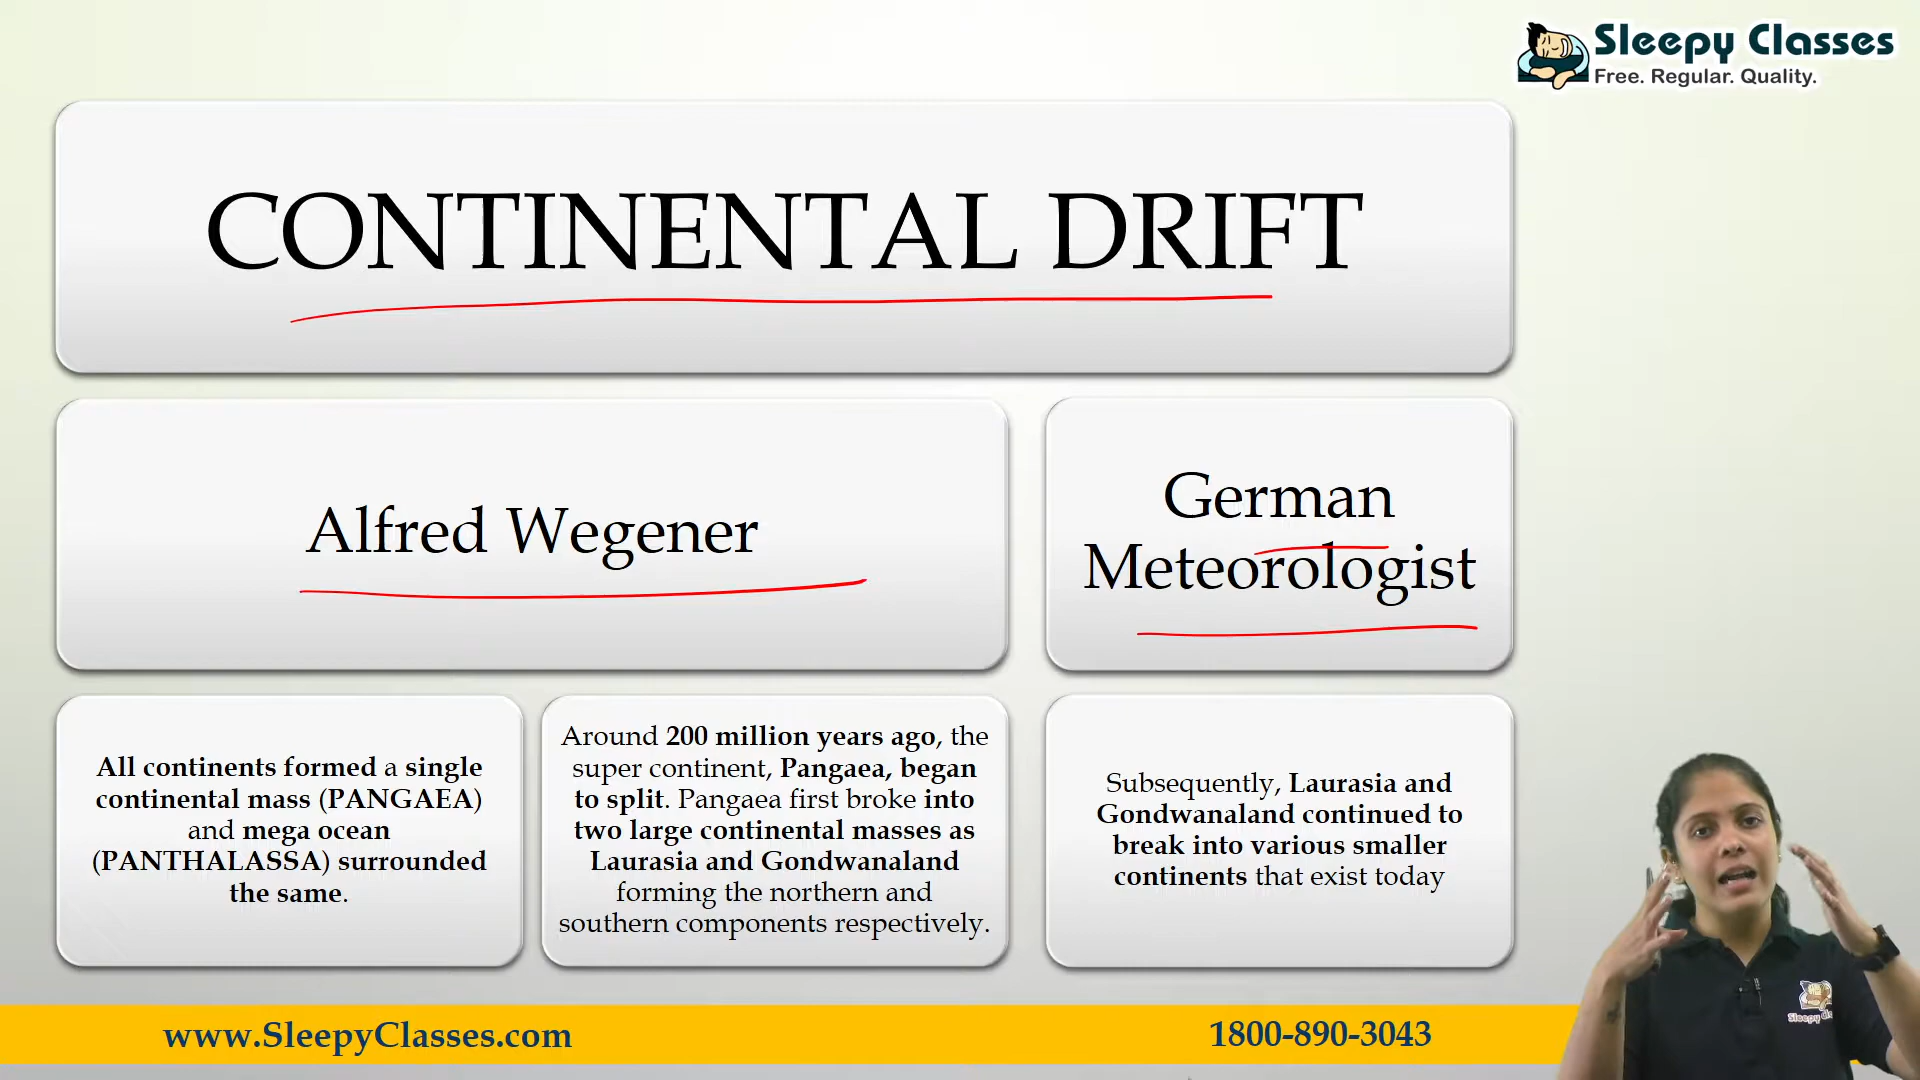 Sleepy Classes
Free. Regular. Quality.
CONTINENTAL DRIFT
Alfred Wegener
German
Meteorologist
All continents formed a single
continental mass (PANGAEA)
and mega ocean
(PANTHALASSA) surrounded
the same.
Around 200 million years ago, the
super continent, Pangaea, began
to split. Pangaea first broke into
two large continental masses as
Laurasia and Gondwanaland
forming the northern and
southern components respectively.
Subsequently, Laurasia and
Gondwanaland continued to
break into various smaller
continents that exist today
www.SleepyClasses.com
1800-890-3043